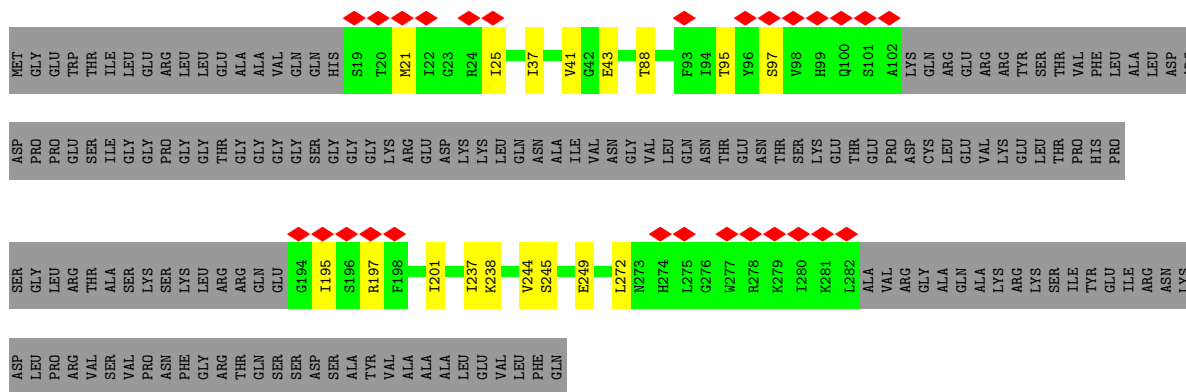 MET GLY GLU TRP THR ILE LEU GLU ARG LEU LEU GLU ALA ALA VAL GLN GLN HIS S19 T20 M21 I22 G23 R24 I25 I37 V41 G42 E43 T88 F93 I94 T95 Y96 S97 V98 H99 Q100 S101 A102 LYS GLN ARG GLU ARG ARG TYR SER THR VAL PHE LEU ALA LEU ASP
ASP PRO PRO GLU SER ILE GLY GLY PRO GLY GLY THR GLY GLY GLY GLY SER GLY GLY GLY LYS ARG GLU ASP LYS LYS LEU GLN ASN ALA ILE VAL ASN GLY VAL LEU GLN ASN THR GLU ASN THR SER LYS GLU THR GLU PRO ASP CYS LEU GLU VAL LYS GLU LEU THR PRO HIS PRO
SER GLY LEU ARG THR ALA SER LYS SER LYS LEU ARG ARG GLN GLU G194 I195 S196 R197 F198 I201 I237 K238 V244 S245 E249 L272 N273 H274 L275 G276 W277 R278 K279 I280 K281 L282 ALA VAL ARG GLY ALA GLN ALA LYS ARG LYS SER ILE TYR GLU ILE ARG ASN LYS
ASP LEU PRO ARG VAL SER VAL PRO ASN PHE GLY ARG THR GLN SER SER ASP SER ALA TYR VAL ALA ALA ALA LEU GLU VAL LEU PHE GLN